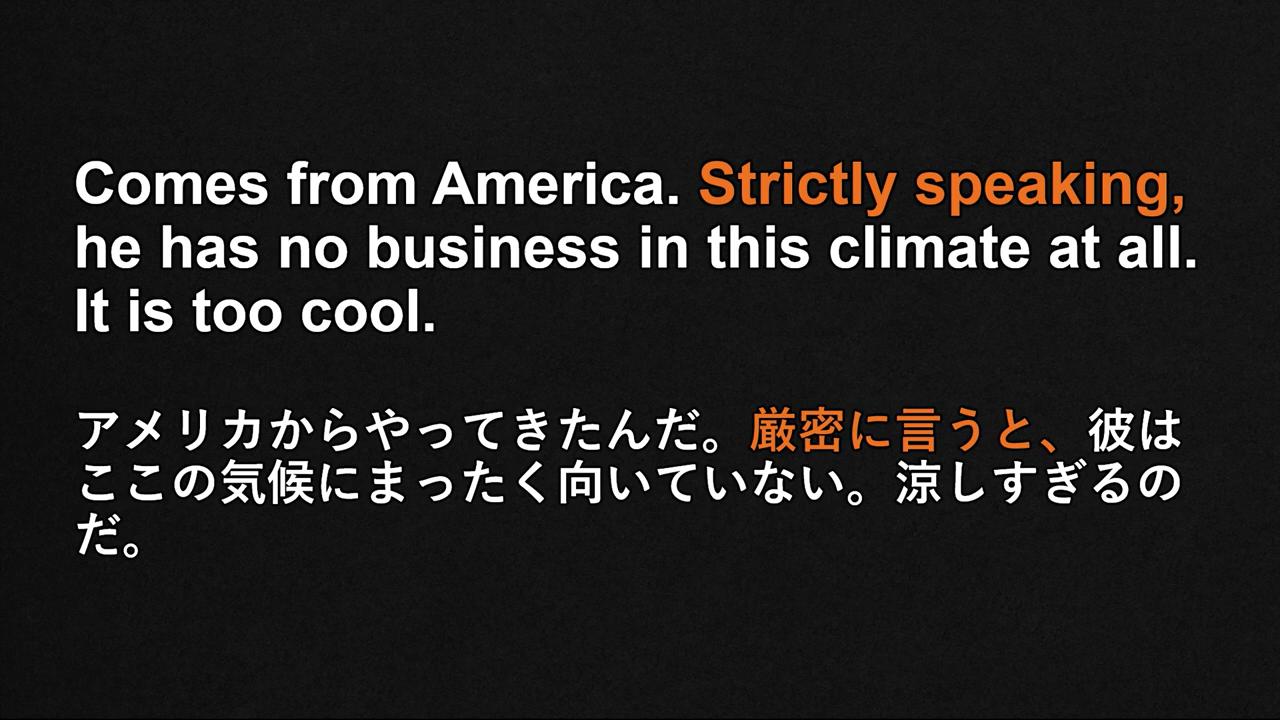 Comes from America. Strictly speaking,
he has no business in this climate at all.
It is too cool.
アメリカからやってきたんだ。厳密に言うと、彼は
ここの気候にまったく向いていない。涼しすぎるの
だ。